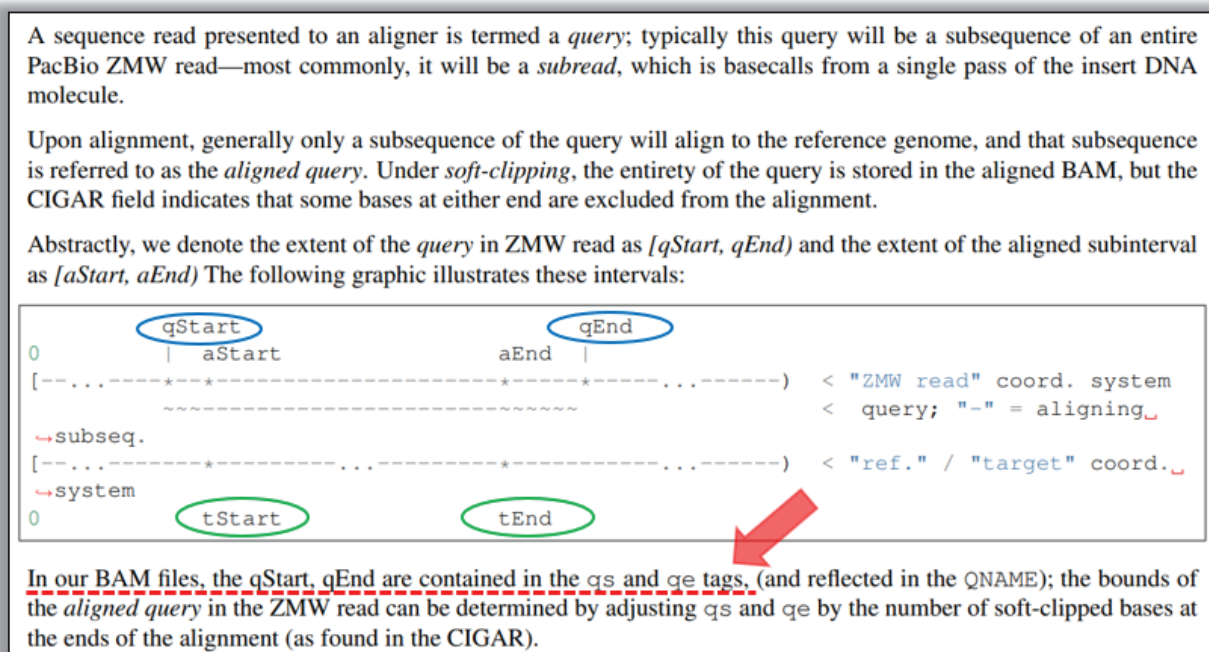 A sequence read presented to an aligner is termed a query; typically this query will be a subsequence of an entire
PacBio ZMW read—most commonly, it will be a subread, which is basecalls from a single pass of the insert DNA
molecule.
Upon alignment, generally only a subsequence of the query will align to the reference genome, and that subsequence
is referred to as the aligned query. Under soft-clipping, the entirety of the query is stored in the aligned BAM, but the
CIGAR field indicates that some bases at either end are excluded from the alignment.
Abstractly, we denote the extent of the query in ZMW read as [qStart, qEnd) and the extent of the aligned subinterval
as [aStart, aEnd) The following graphic illustrates these intervals:
qStart qEnd
0 | aStart aEnd |
[--...----*--*---------------------*-----*-----...------) < "ZMW read" coord. system
~~~----------------------~~~~~~ < query; "-" = aligning␣
↪subseq.
[--...-------*---------...---------*-----------...------) < "ref." / "target" coord.␣
↪system
0 tStart tEnd
In our BAM files, the qStart, qEnd are contained in the qs and qe tags, (and reflected in the QNAME); the bounds of
the aligned query in the ZMW read can be determined by adjusting qs and qe by the number of soft-clipped bases at
the ends of the alignment (as found in the CIGAR).